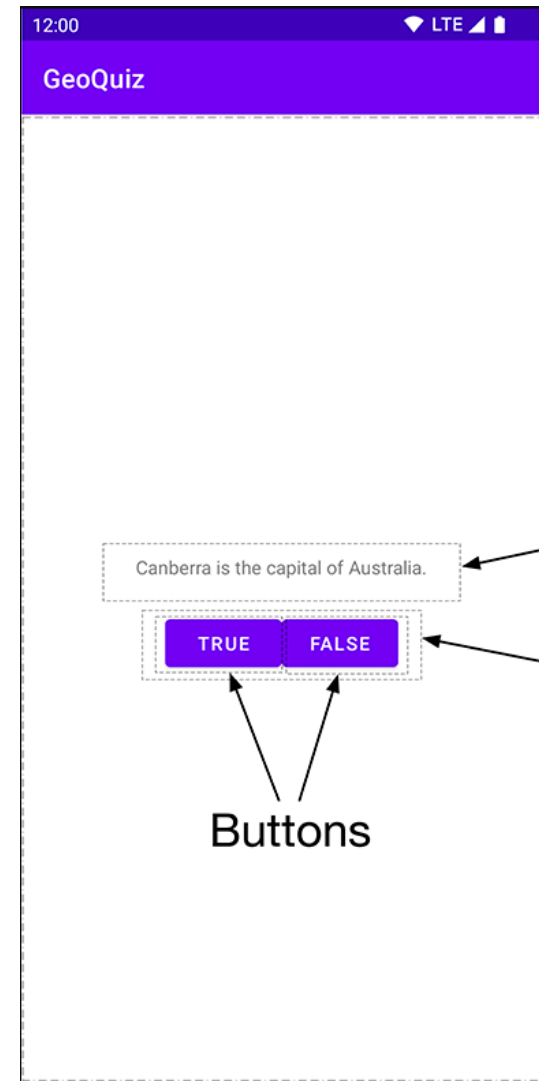 12:00 LTE
GeoQuiz
Canberra is the capital of Australia.
TRUE FALSE
Buttons